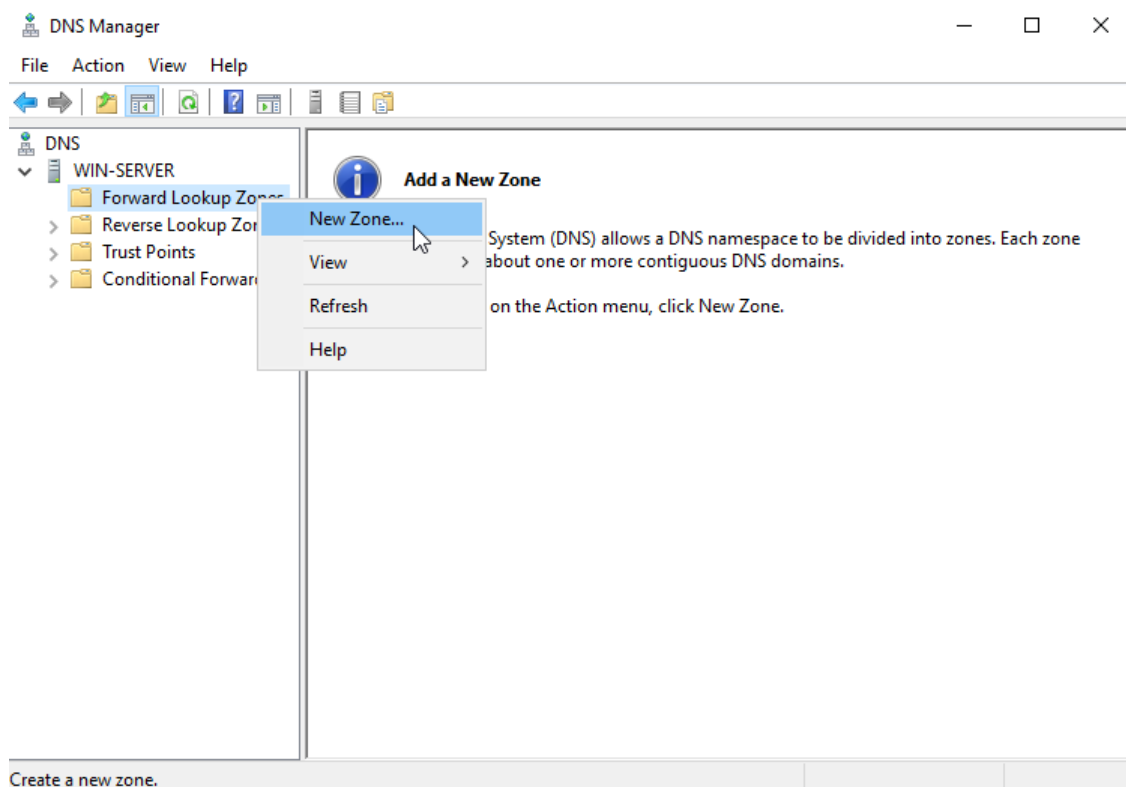 DNS Manager
File Action View Help
DNS
WIN-SERVER
Forward Lookup Zones
Reverse Lookup Zor
Trust Points
Conditional Forwar
New Zone...
View
Refresh
Help
Add a New Zone
System (DNS) allows a DNS namespace to be divided into zones. Each zone
about one or more contiguous DNS domains.
on the Action menu, click New Zone.
Create a new zone.